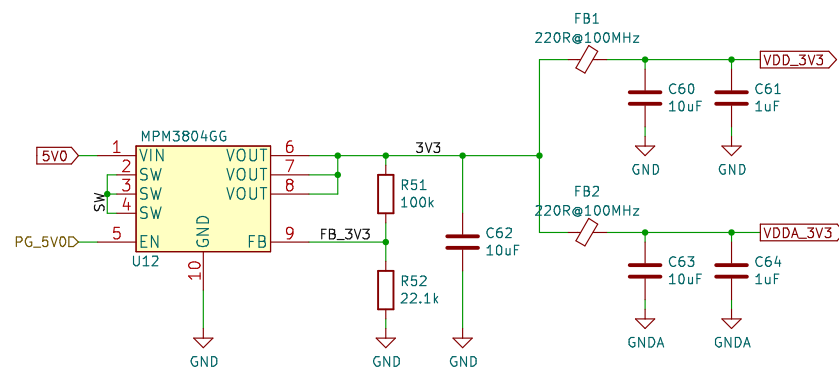 FB1
220R@100MHz
VDD_3V3
C60
10uF
C61
1uF
GND
GND
MPM3804GG
5V0
1
VIN
2
SW
3
SW
4
SW
SW
PG_5V0
5
EN
U12
GND
10
GND
6
VOUT
7
VOUT
8
VOUT
9
FB
3V3
FB_3V3
R51
100k
R52
22.1k
GND
C62
10uF
GND
FB2
220R@100MHz
VDDA_3V3
C63
10uF
C64
1uF
GNDA
GNDA